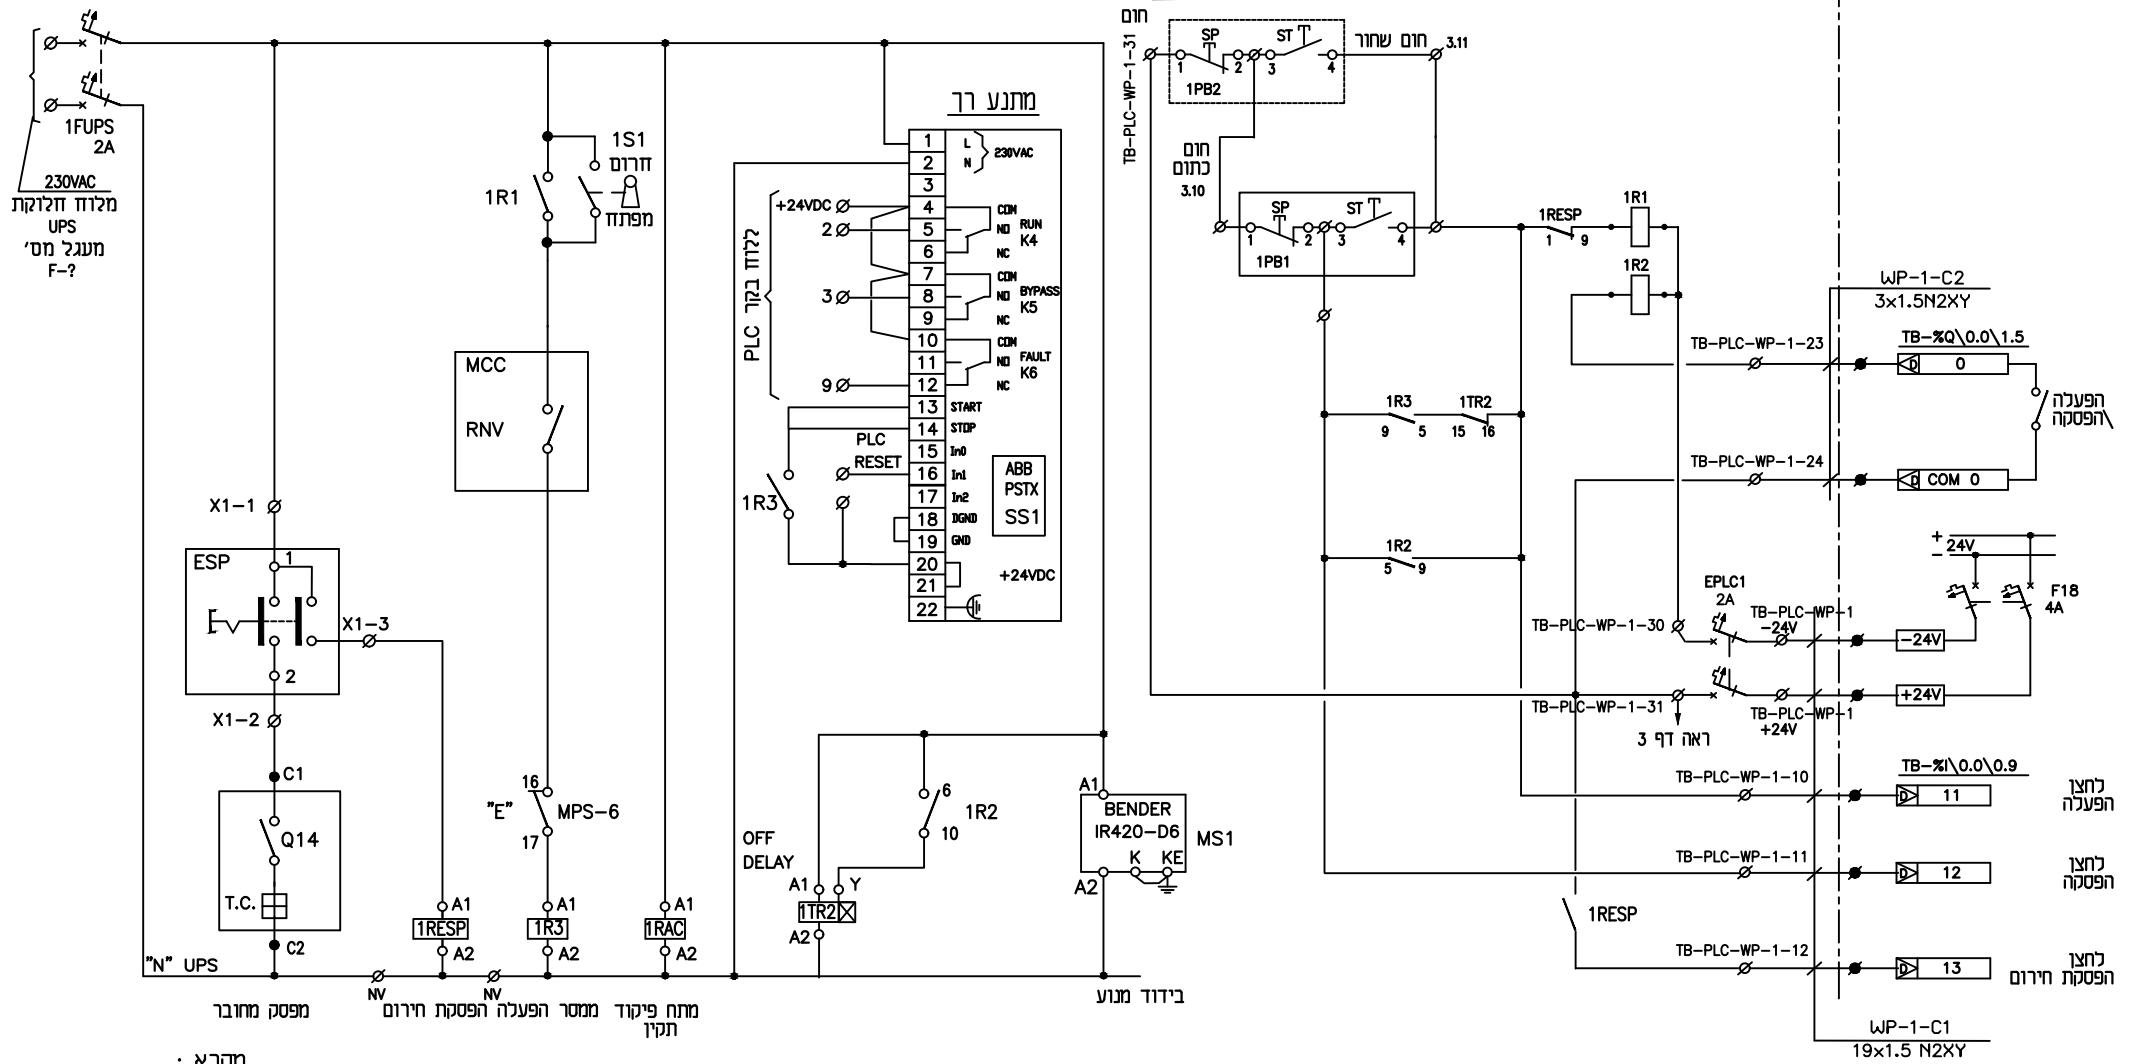 1FUPS
2A
230VAC
מלוח חלוקת
UPS
מעגל מס'
F-?
X1-1
ESP
1
2
X1-3
X1-2
C1
Q14
T.C.
C2
"N" UPS
מפסק מחובר
NV
NV
1RESP
A1
A2
הפסקת חירום
1R1
1S1
חרום
מפתח
MCC
RNV
16
"E"
MPS-6
17
A1
1R3
A2
ממסר הפעלה
A1
1RAC
A2
מתח פיקוד
תקין
מתנע רך
1 L
2 N
230VAC
3
4 COM
5 NO
6 NC
RUN
K4
7 COM
8 NO
9 NC
BYPASS
K5
10 COM
11 NO
12 NC
FAULT
K6
13 START
14 STOP
15 In0
16 In1
17 In2
18 DGND
19 GND
20
21
22
+24VDC
ABB
PSTX
SS1
ללוח בקר PLC
+24VDC
2
3
9
PLC
RESET
1R3
OFF
DELAY
A1
Y
1TR2
A2
6
1R2
10
A1
BENDER
IR420-D6
K KE
MS1
A2
בידוד מנוע
חום
TB-PLC-WP-1-31
SP
ST
1 2 3 4
1PB2
חום שחור
3.11
חום
כתום
3.10
SP
ST
1 2 3 4
1PB1
1RESP
1 9
1R1
1R2
1R3
9 5
1TR2
15 16
1R2
5 9
WP-1-C2
3x1.5N2XY
TB-%Q\0.0\1.5
TB-PLC-WP-1-23
D 0
הפעלה
\הפסקה
TB-PLC-WP-1-24
D COM 0
+
- 24V
F18
4A
EPLC1
2A
TB-PLC-WP-1-30
TB-PLC-WP-1
-24V
-24V
TB-PLC-WP-1-31
TB-PLC-WP-1
+24V
+24V
ראה דף 3
TB-%I\0.0\0.9
TB-PLC-WP-1-10
D 11
לחצן
הפעלה
TB-PLC-WP-1-11
D 12
לחצן
הפסקה
1RESP
TB-PLC-WP-1-12
D 13
לחצן
הפסקת חירום
WP-1-C1
19x1.5 N2XY
מקרא :